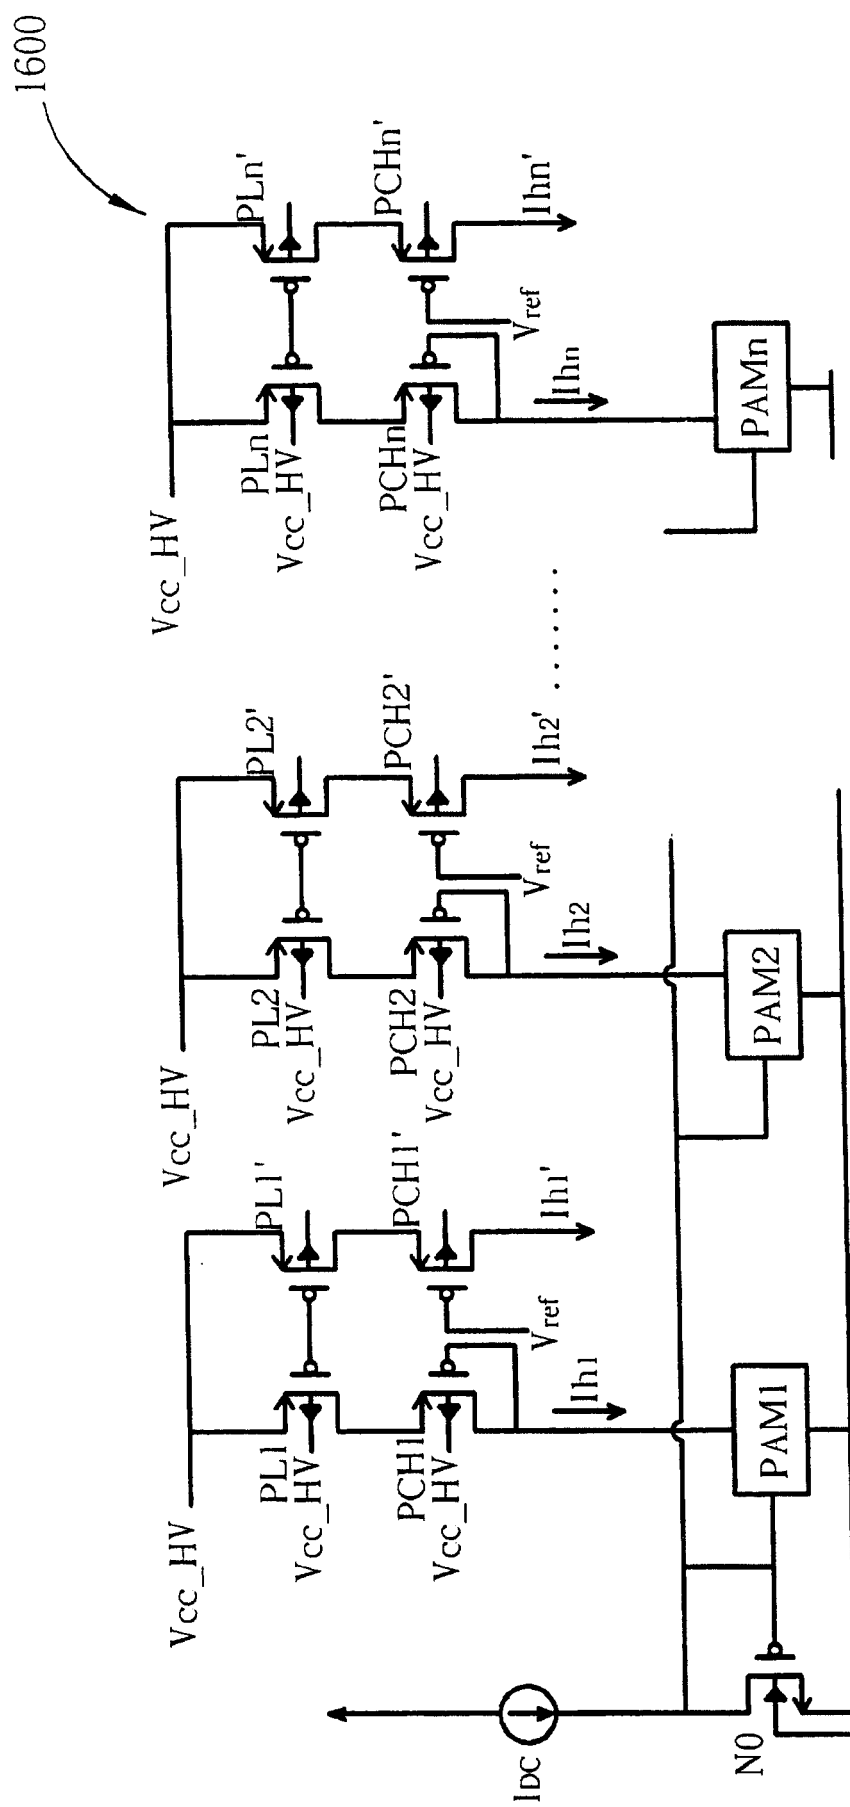 1600
Vcc_HV
PL1
Vcc_HV
PL1'
PCH1
Vcc_HV
PCH1'
Vref
Ih1
Ih1'
PAM1
IDC
N0
Vcc_HV
PL2
Vcc_HV
PL2'
PCH2
Vcc_HV
PCH2'
Vref
Ih2
Ih2'
PAM2
.......
Vcc_HV
PLn
Vcc_HV
PLn'
PCHn
Vcc_HV
PCHn'
Vref
Ihn
Ihn'
PAMn